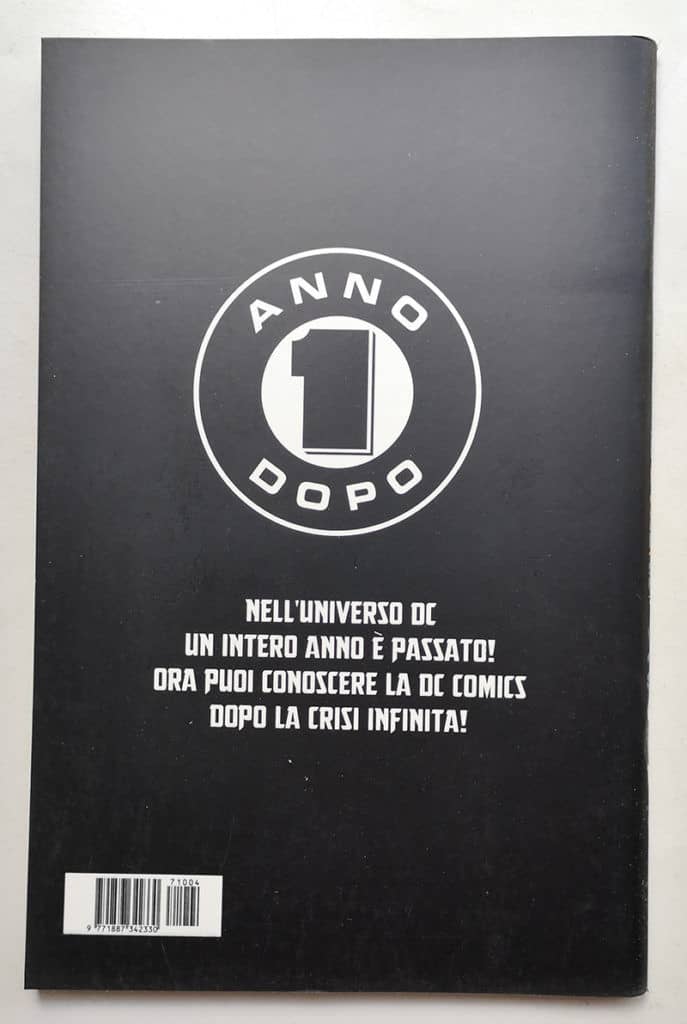 ANNO
1
DOPO
NELL'UNIVERSO DC
UN INTERO ANNO È PASSATO!
ORA PUOI CONOSCERE LA DC COMICS
DOPO LA CRISI INFINITA!
71004
9 771887 342330